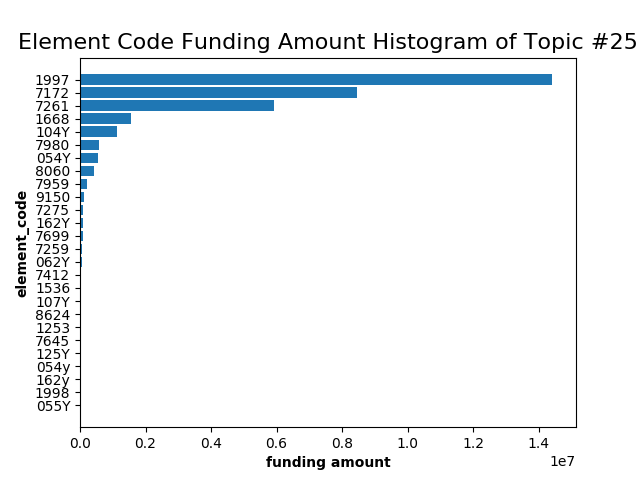 Element Code Funding Amount Histogram of Topic #25
1997
7172
7261
1668
104Y
7980
054Y
8060
7959
9150
7275
162Y
7699
7259
062Y
7412
1536
107Y
8624
1253
7645
125Y
054y
162y
1998
055Y
element_code
0.0 0.2 0.4 0.6 0.8 1.0 1.2 1.4
1e7
funding amount